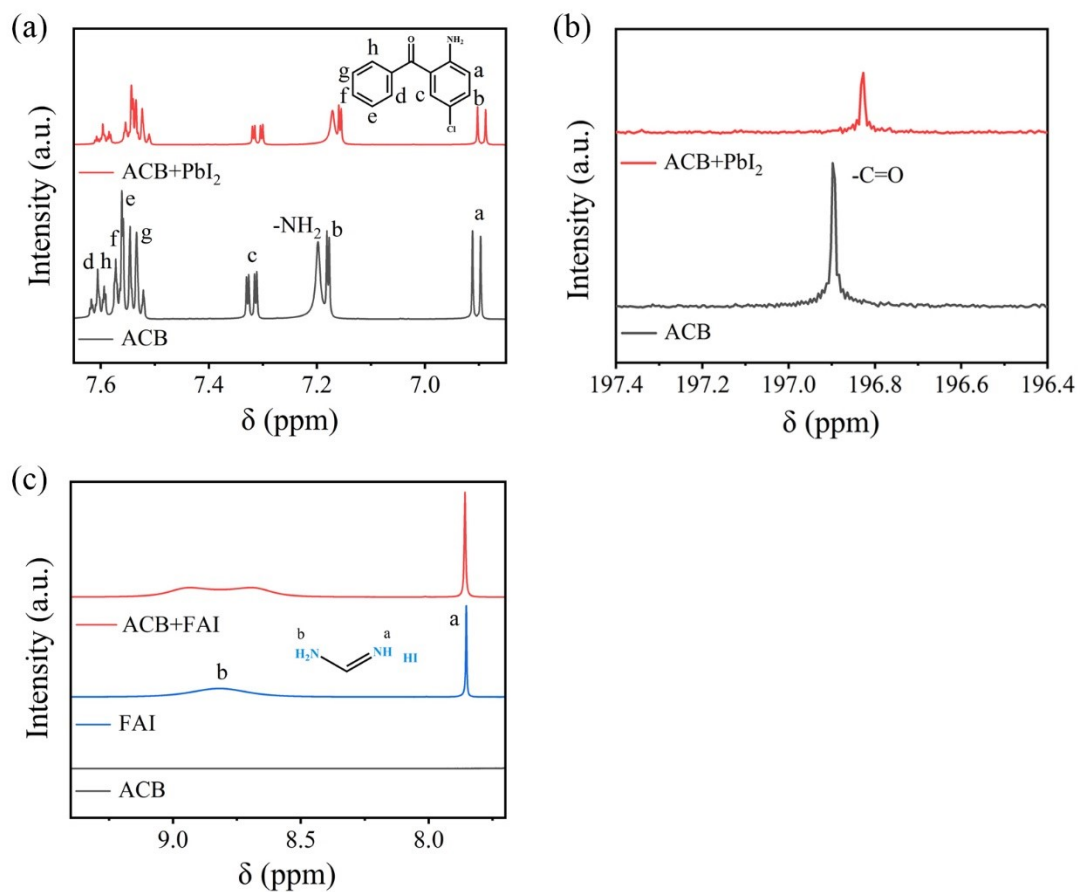 (a)
Intensity (a.u.)
O
NH₂
h
g
f
e
d
c
a
b
Cl
ACB+PbI₂
d
h
f
e
g
c
-NH₂
b
a
ACB
7.6
7.4
7.2
7.0
δ (ppm)
(b)
Intensity (a.u.)
ACB+PbI₂
-C=O
ACB
197.4
197.2
197.0
196.8
196.6
196.4
δ (ppm)
(c)
Intensity (a.u.)
ACB+FAI
b
a
H₂N
NH
HI
a
b
FAI
ACB
9.0
8.5
8.0
δ (ppm)